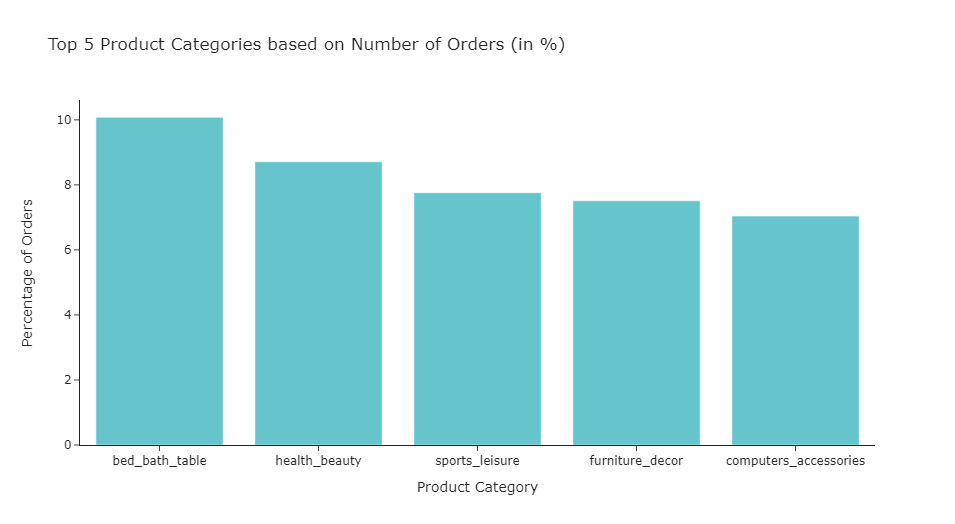 Top 5 Product Categories based on Number of Orders (in %)
10
8
6
4
2
0
Percentage of Orders
bed_bath_table
health_beauty
sports_leisure
furniture_decor
computers_accessories
Product Category